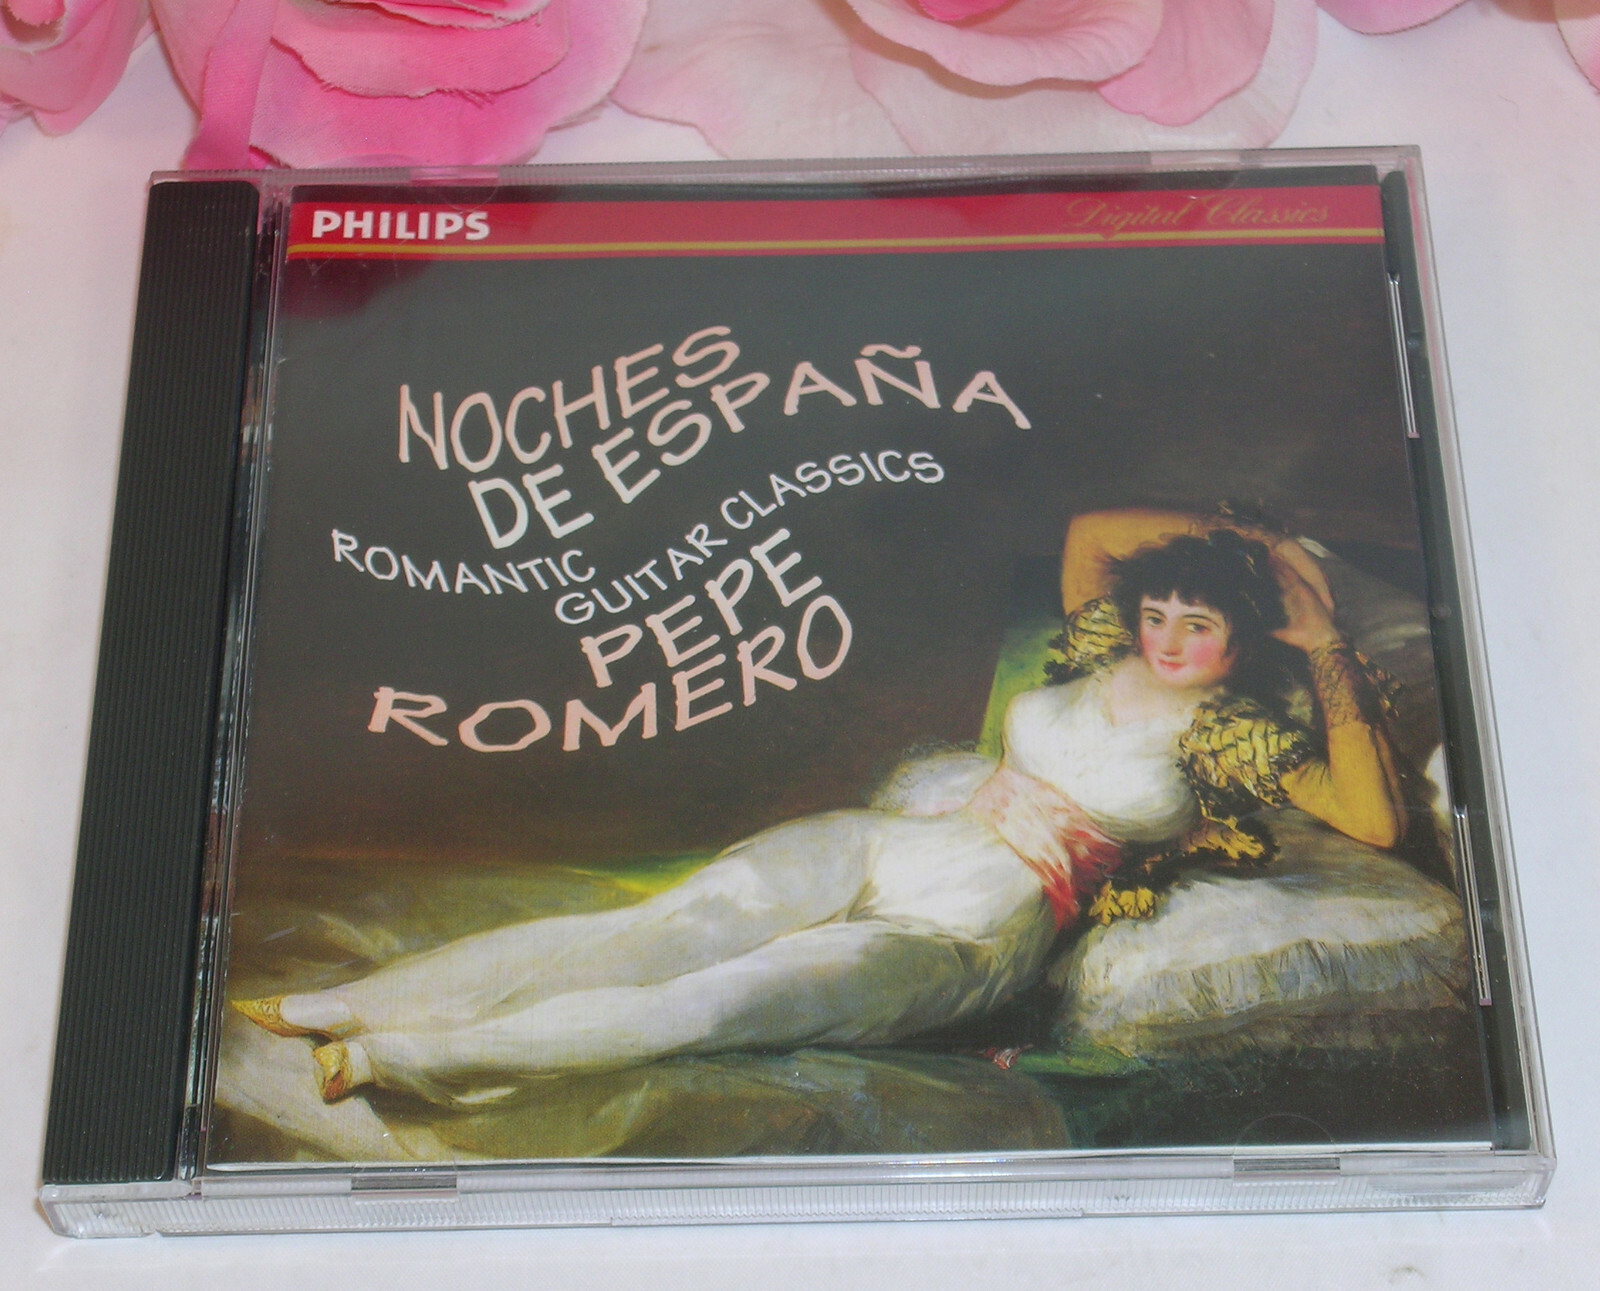 PHILIPS
Digital Classics
NOCHES
DE ESPAÑA
ROMANTIC
GUITAR CLASSICS
PEPE
ROMERO